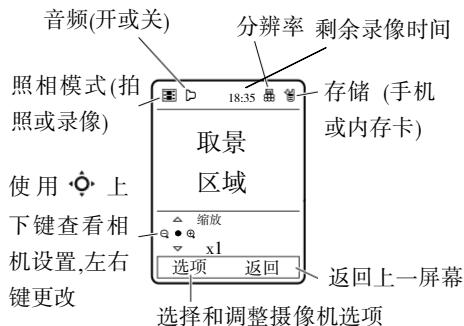 音频(开或关)
分辨率
剩余录像时间
照相模式(拍
照或录像)
18:35
存储 (手机
或内存卡)
取景
区域
使用 上
下键查看相
机设置,左右
键更改
缩放
x1
选项
返回
返回上一屏幕
选择和调整摄像机选项